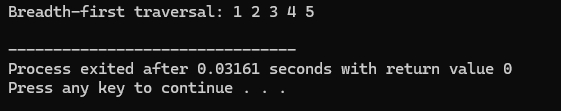 Breadth-first traversal: 1 2 3 4 5
--------------------------------
Process exited after 0.03161 seconds with return value 0
Press any key to continue . . .